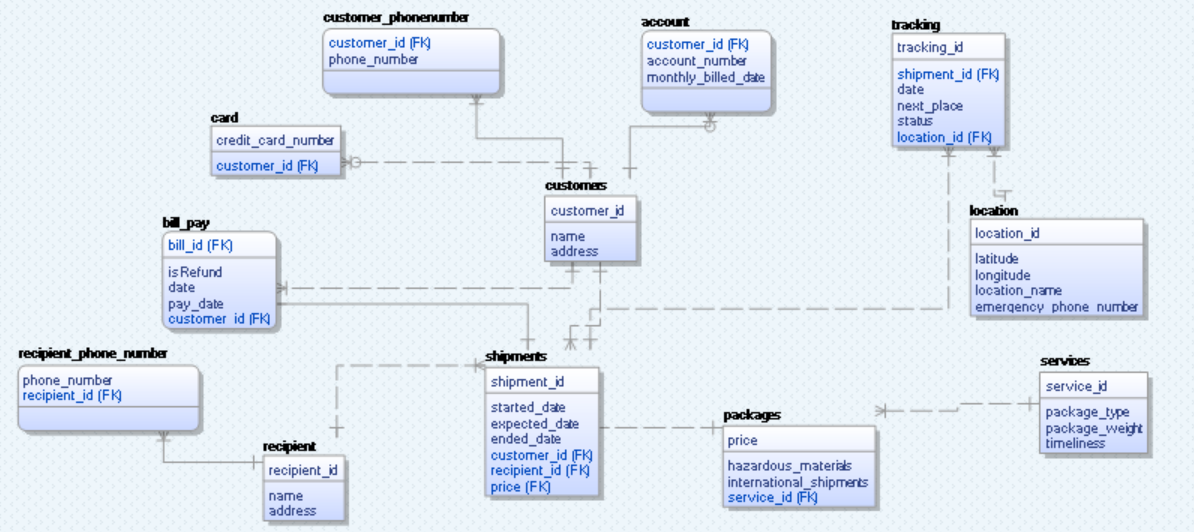 customer_phonenumber
customer_id (FK)
phone_number
account
customer_id (FK)
account_number
monthly_billed_date
tracking
tracking_id
shipment_id (FK)
date
next_place
status
location_id (FK)
card
credit_card_number
customer_id (FK)
customers
customer_id
name
address
location
location_id
latitude
longitude
location_name
emergency_phone_number
bill_pay
bill_id (FK)
isRefund
date
pay_date
customer_id (FK)
recipient_phone_number
phone_number
recipient_id (FK)
shipments
shipment_id
started_date
expected_date
ended_date
customer_id (FK)
recipient_id (FK)
price (FK)
services
service_id
package_type
package_weight
timeliness
packages
price
hazardous_materials
international_shipments
service_id (FK)
recipient
recipient_id
name
address